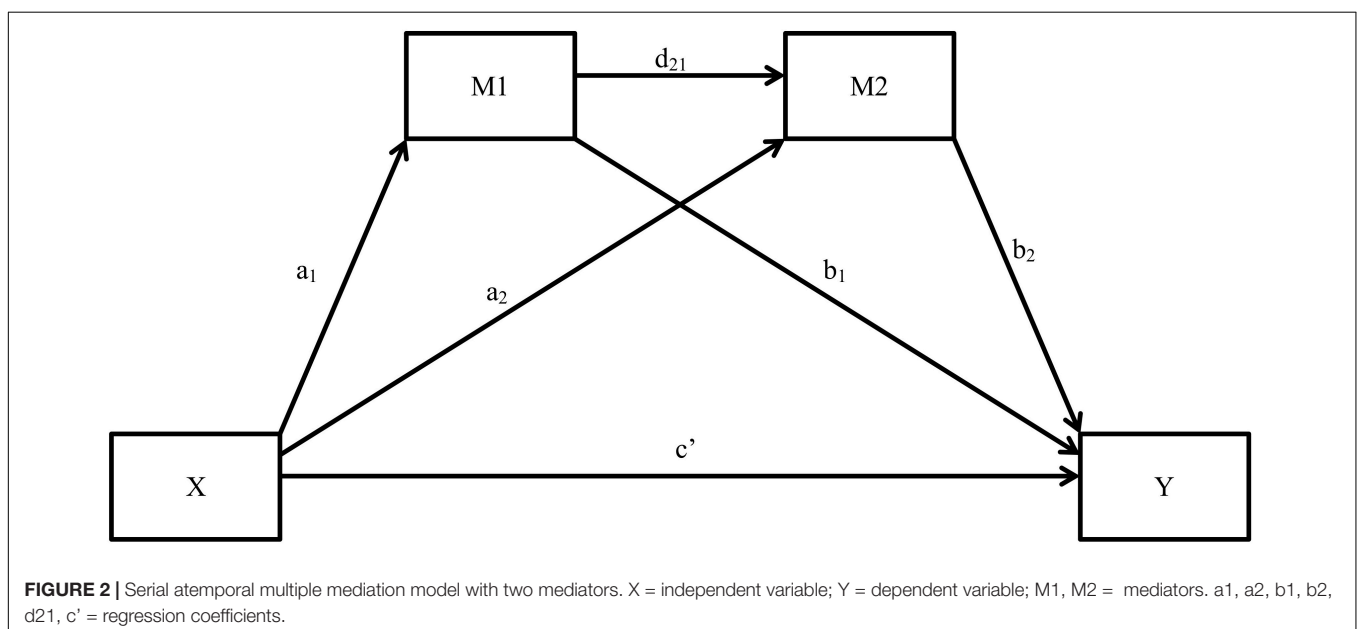 M1
d₂₁
M2
a₁
a₂
b₁
b₂
c’
X
Y
FIGURE 2 | Serial atemporal multiple mediation model with two mediators. X = independent variable; Y = dependent variable; M1, M2 = mediators. a1, a2, b1, b2,
d21, c’ = regression coefficients.